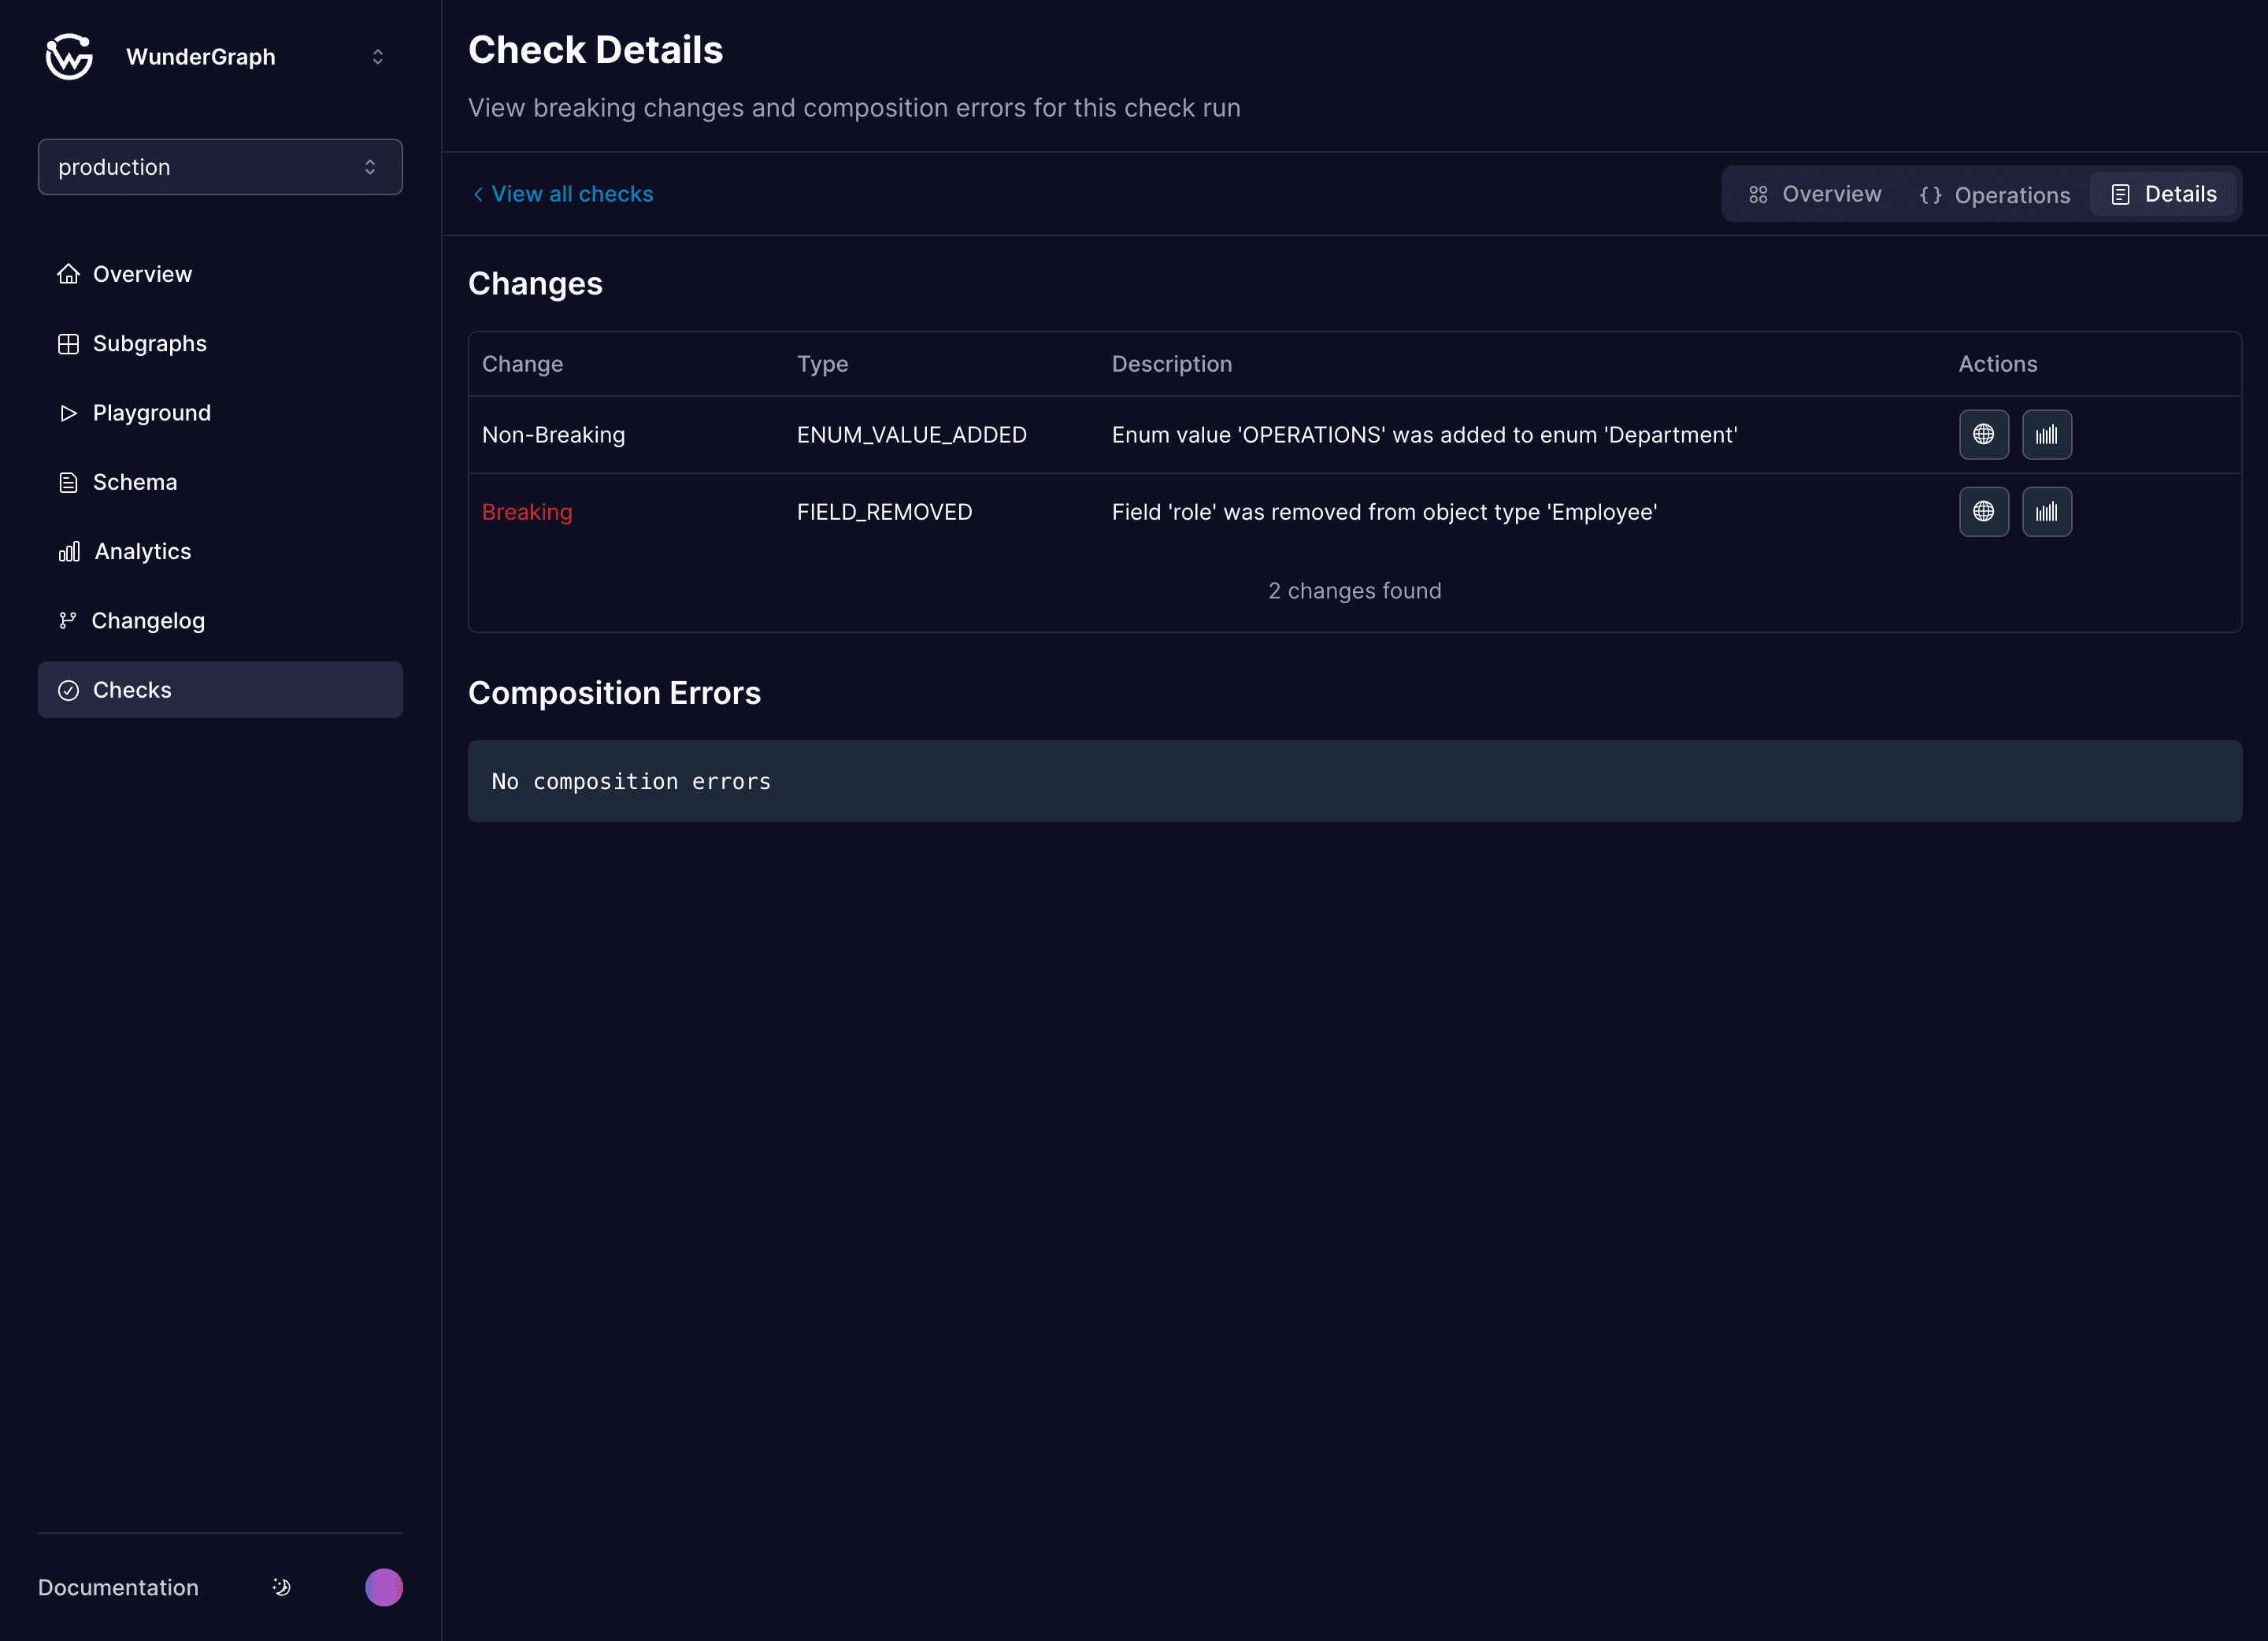 WunderGraph
production
Overview
Subgraphs
Playground
Schema
Analytics
Changelog
Checks
Documentation
Check Details
View breaking changes and composition errors for this check run
View all checks
Overview
Operations
Details
Changes
Change Type Description Actions
Non-Breaking ENUM_VALUE_ADDED Enum value 'OPERATIONS' was added to enum 'Department'
Breaking FIELD_REMOVED Field 'role' was removed from object type 'Employee'
2 changes found
Composition Errors
No composition errors